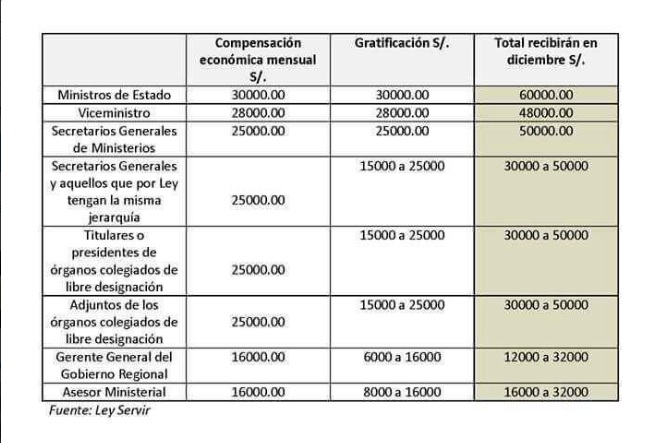 Compensación económica mensual S/.
Gratificación S/.
Total recibirán en diciembre S/.
Ministros de Estado 30000.00 30000.00 60000.00
Viceministro 28000.00 28000.00 48000.00
Secretarios Generales de Ministerios 25000.00 25000.00 50000.00
Secretarios Generales y aquellos que por Ley tengan la misma jerarquía 25000.00 15000 a 25000 30000 a 50000
Titulares o presidentes de órganos colegiados de libre designación 25000.00 15000 a 25000 30000 a 50000
Adjuntos de los órganos colegiados de libre designación 25000.00 15000 a 25000 30000 a 50000
Gerente General del Gobierno Regional 16000.00 6000 a 16000 12000 a 32000
Asesor Ministerial 16000.00 8000 a 16000 16000 a 32000
Fuente: Ley Servir